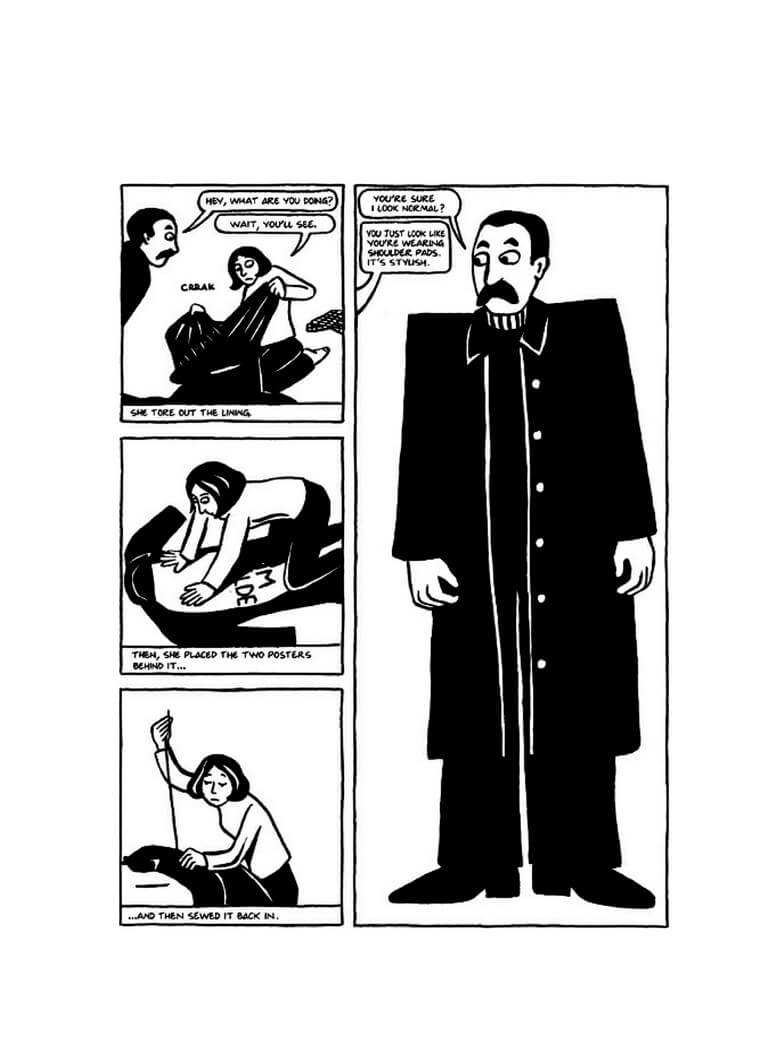 HEY, WHAT ARE YOU DOING?
WAIT, YOU'LL SEE.
CRRAK
SHE TORE OUT THE LINING.
M
DE
THEN, SHE PLACED THE TWO POSTERS
BEHIND IT...
...AND THEN SEWED IT BACK IN.
YOU'RE SURE
I LOOK NORMAL?
YOU JUST LOOK LIKE
YOU'RE WEARING
SHOULDER PADS.
IT'S STYLISH.